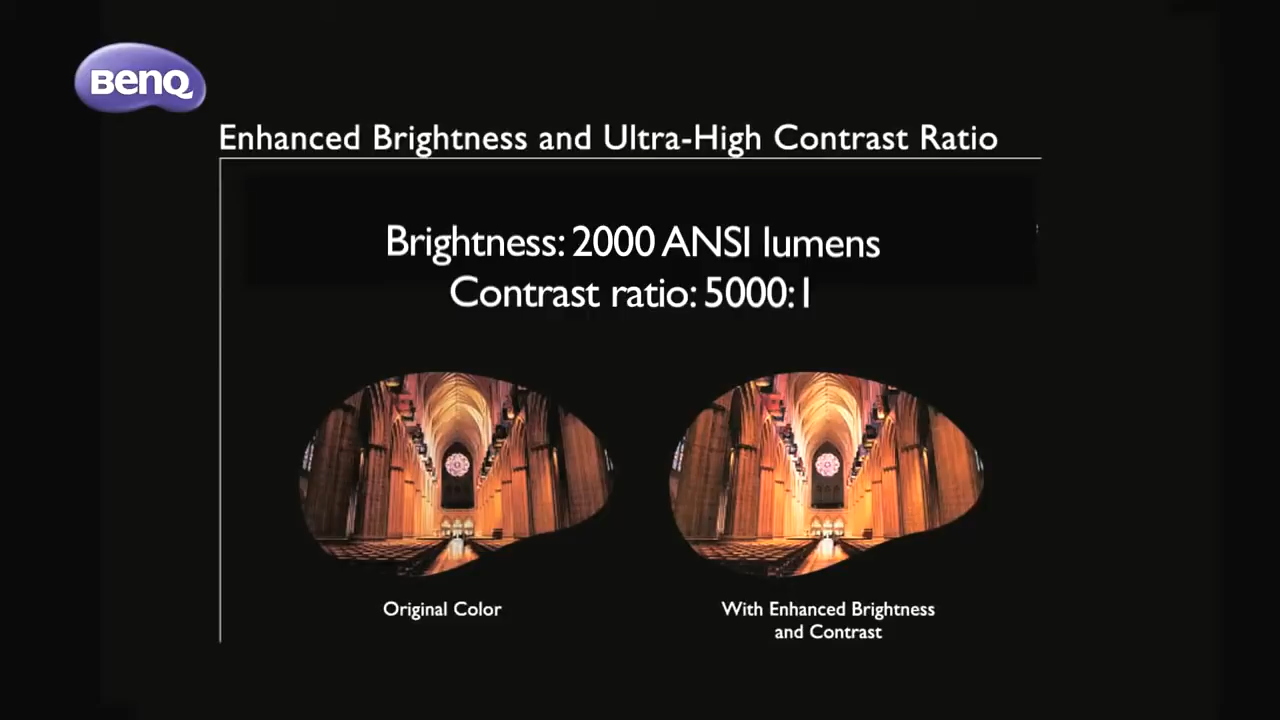 BenQ
Enhanced Brightness and Ultra-High Contrast Ratio
Brightness: 2000 ANSI lumens
Contrast ratio: 5000:1
Original Color
With Enhanced Brightness
and Contrast